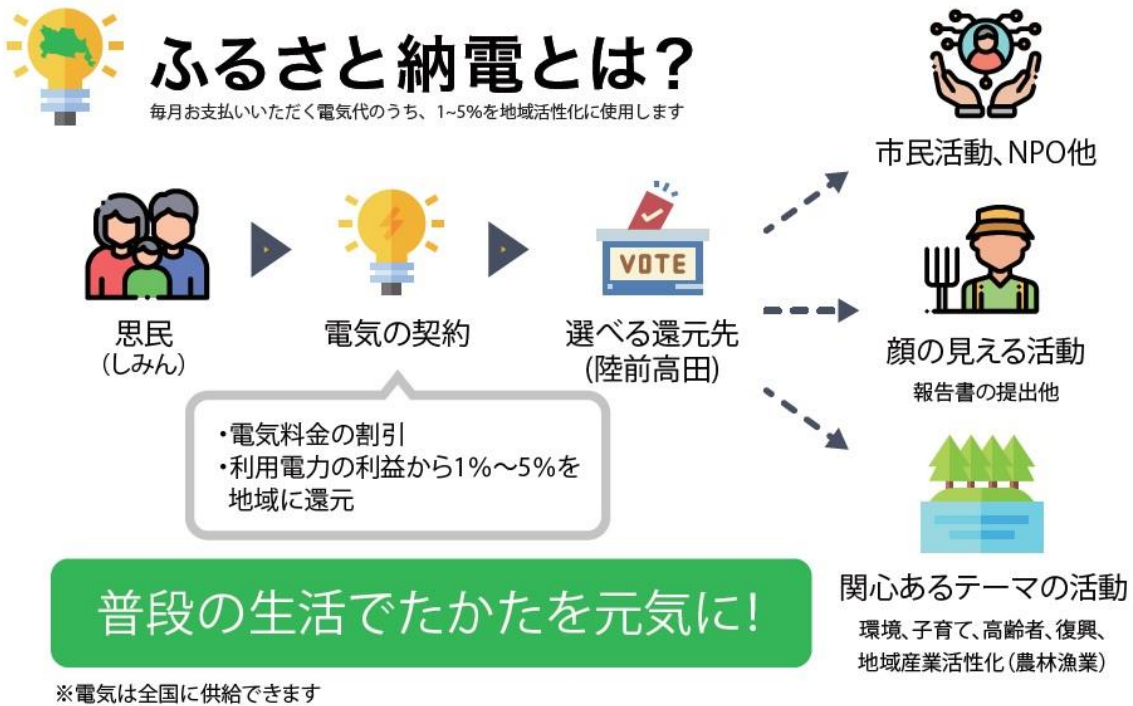 ふるさと納電とは?
毎月お支払いいただく電気代のうち、1~5%を地域活性化に使用します
思民
(しみん)
電気の契約
VOTE
選べる還元先
(陸前高田)
・電気料金の割引
・利用電力の利益から1%～5%を
地域に還元
市民活動、NPO他
顔の見える活動
報告書の提出他
関心あるテーマの活動
環境、子育て、高齢者、復興、
地域産業活性化(農林漁業)
普段の生活でたかたを元気に!
※電気は全国に供給できます